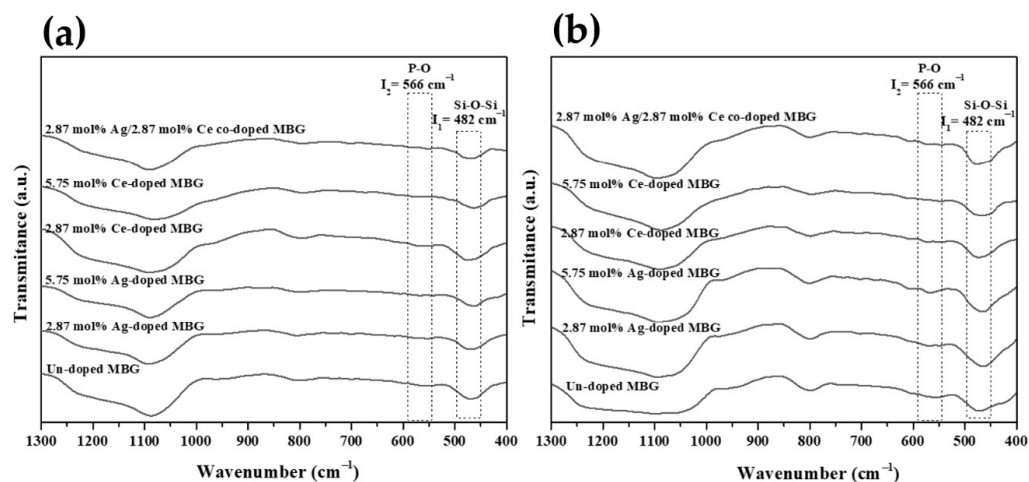 (a)
P-O
I₂= 566 cm⁻¹
Si-O-Si
I₁= 482 cm⁻¹
2.87 mol% Ag/2.87 mol% Ce co-doped MBG
5.75 mol% Ce-doped MBG
2.87 mol% Ce-doped MBG
5.75 mol% Ag-doped MBG
2.87 mol% Ag-doped MBG
Un-doped MBG
Transmitance (a.u.)
1300 1200 1100 1000 900 800 700 600 500 400
Wavenumber (cm⁻¹)
(b)
P-O
I₂= 566 cm⁻¹
Si-O-Si
I₁= 482 cm⁻¹
2.87 mol% Ag/2.87 mol% Ce co-doped MBG
5.75 mol% Ce-doped MBG
2.87 mol% Ce-doped MBG
5.75 mol% Ag-doped MBG
2.87 mol% Ag-doped MBG
Un-doped MBG
Transmitance (a.u.)
1300 1200 1100 1000 900 800 700 600 500 400
Wavenumber (cm⁻¹)